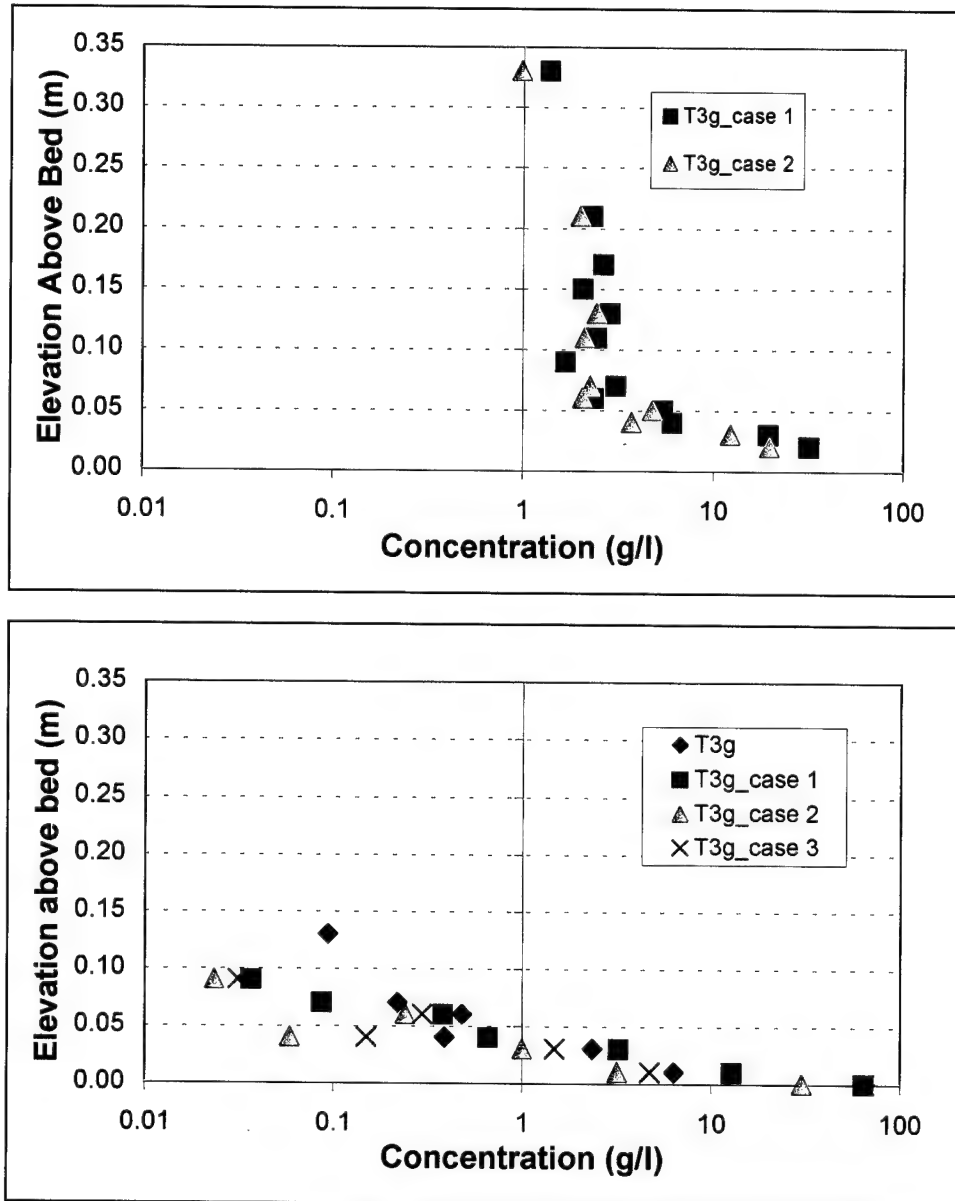 0.35
0.30
0.25
0.20
0.15
0.10
0.05
0.00
Elevation Above Bed (m)
T3g_case 1
T3g_case 2
0.01 0.1 1 10 100
Concentration (g/l)
0.35
0.30
0.25
0.20
0.15
0.10
0.05
0.00
Elevation above bed (m)
T3g
T3g_case 1
T3g_case 2
T3g_case 3
0.01 0.1 1 10 100
Concentration (g/l)